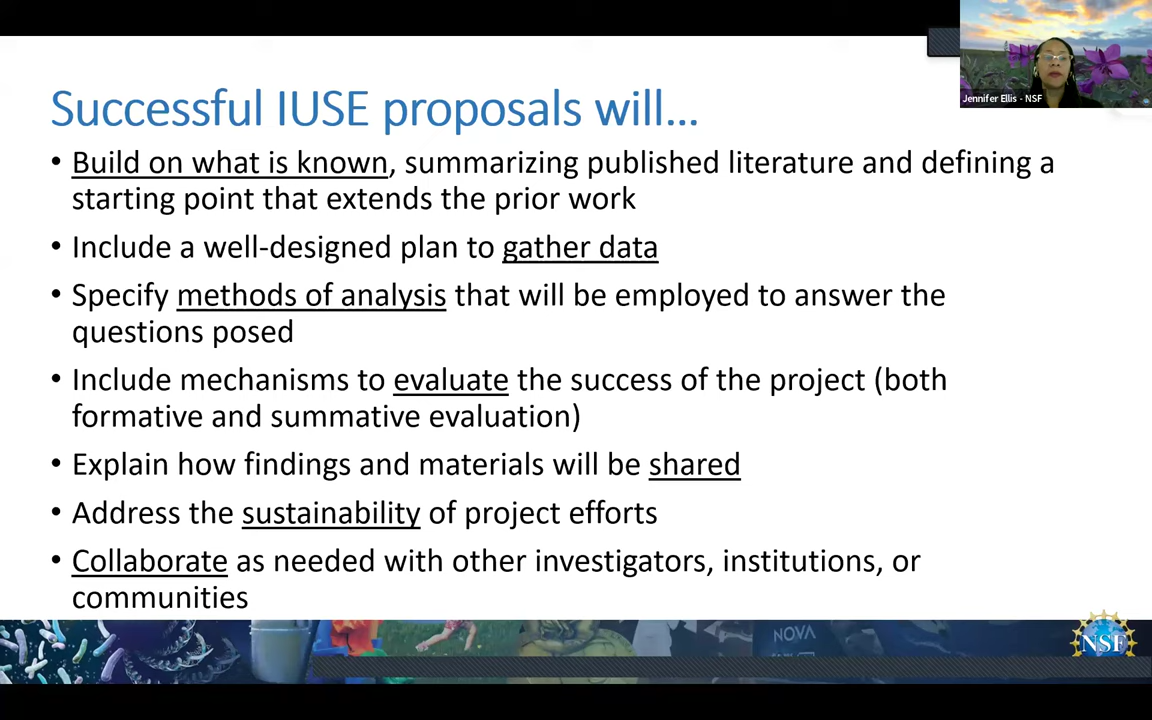 Jennifer Ellis - NSF
Successful IUSE proposals will...
• Build on what is known, summarizing published literature and defining a
starting point that extends the prior work
• Include a well-designed plan to gather data
• Specify methods of analysis that will be employed to answer the
questions posed
• Include mechanisms to evaluate the success of the project (both
formative and summative evaluation)
• Explain how findings and materials will be shared
• Address the sustainability of project efforts
• Collaborate as needed with other investigators, institutions, or
communities
NOVA
NSF